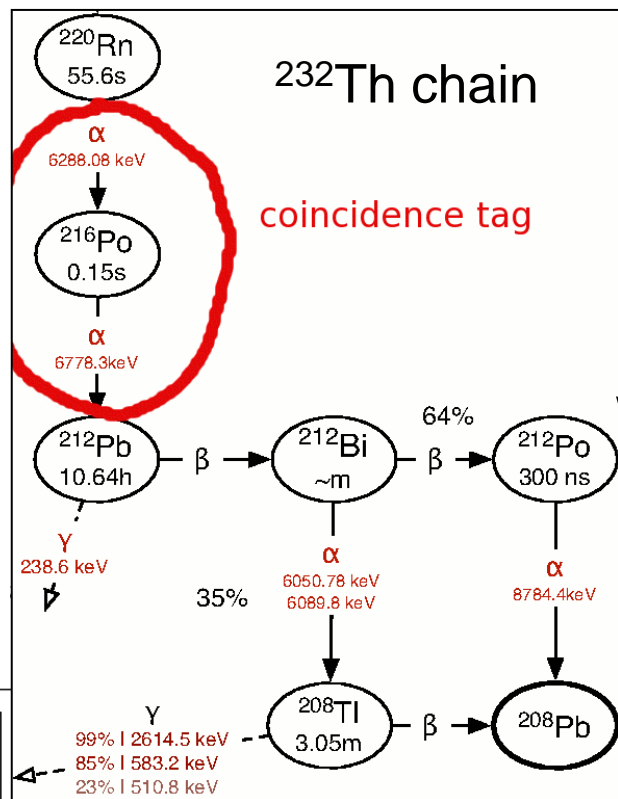 ²²⁰Rn
55.6s
²³²Th chain
α
6288.08 keV
coincidence tag
²¹⁶Po
0.15s
α
6778.3keV
²¹²Pb
10.64h
β
²¹²Bi
~m
64%
β
²¹²Po
300 ns
γ
238.6 keV
α
6050.78 keV
6089.8 keV
35%
α
8784.4keV
γ
99% | 2614.5 keV
85% | 583.2 keV
23% | 510.8 keV
²⁰⁸Tl
3.05m
β
²⁰⁸Pb